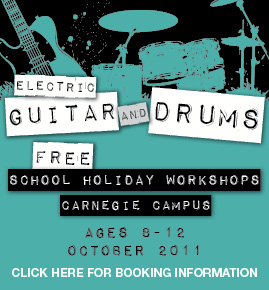 ELECTRIC
GUITAR AND DRUMS
FREE
SCHOOL HOLIDAY WORKSHOPS
CARNEGIE CAMPUS
AGES 8-12
OCTOBER 2011
CLICK HERE FOR BOOKING INFORMATION